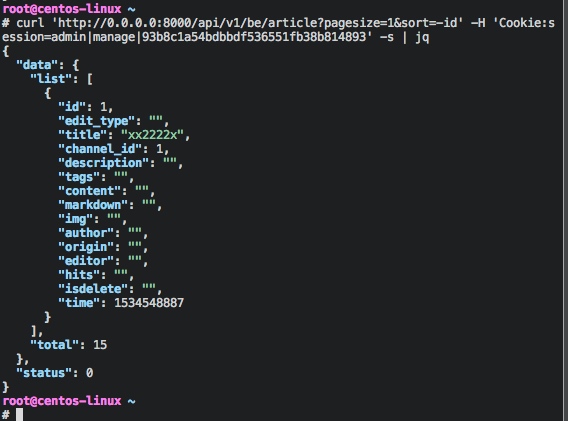 root@centos-linux ~
# curl 'http://0.0.0.0:8000/api/v1/be/article?pagesize=1&sort=-id' -H 'Cookie:s
ession=admin|manage|93b8c1a54bdbbdf536551fb38b814893' -s | jq
{
  "data": {
    "list": [
      {
        "id": 1,
        "edit_type": "",
        "title": "xx2222x",
        "channel_id": 1,
        "description": "",
        "tags": "",
        "content": "",
        "markdown": "",
        "img": "",
        "author": "",
        "origin": "",
        "editor": "",
        "hits": "",
        "isdelete": "",
        "time": 1534548887
      }
    ],
    "total": 15
  },
  "status": 0
}
root@centos-linux ~
#